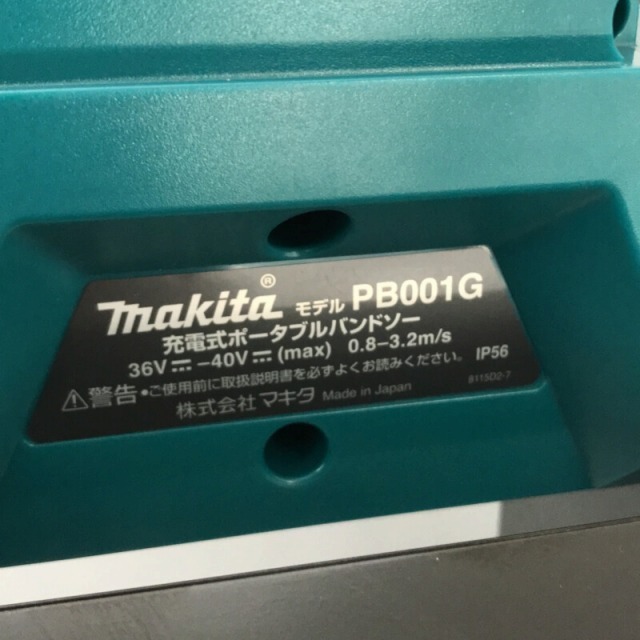 makita® モデル PB001G
充電式ポータブルバンドソー
36V⎓-40V⎓(max) 0.8-3.2m/s
⚠警告・ご使用前に取扱説明書を必ずよくお読みください。 IP56
株式会社 マキタ Made in Japan 811SD2-7